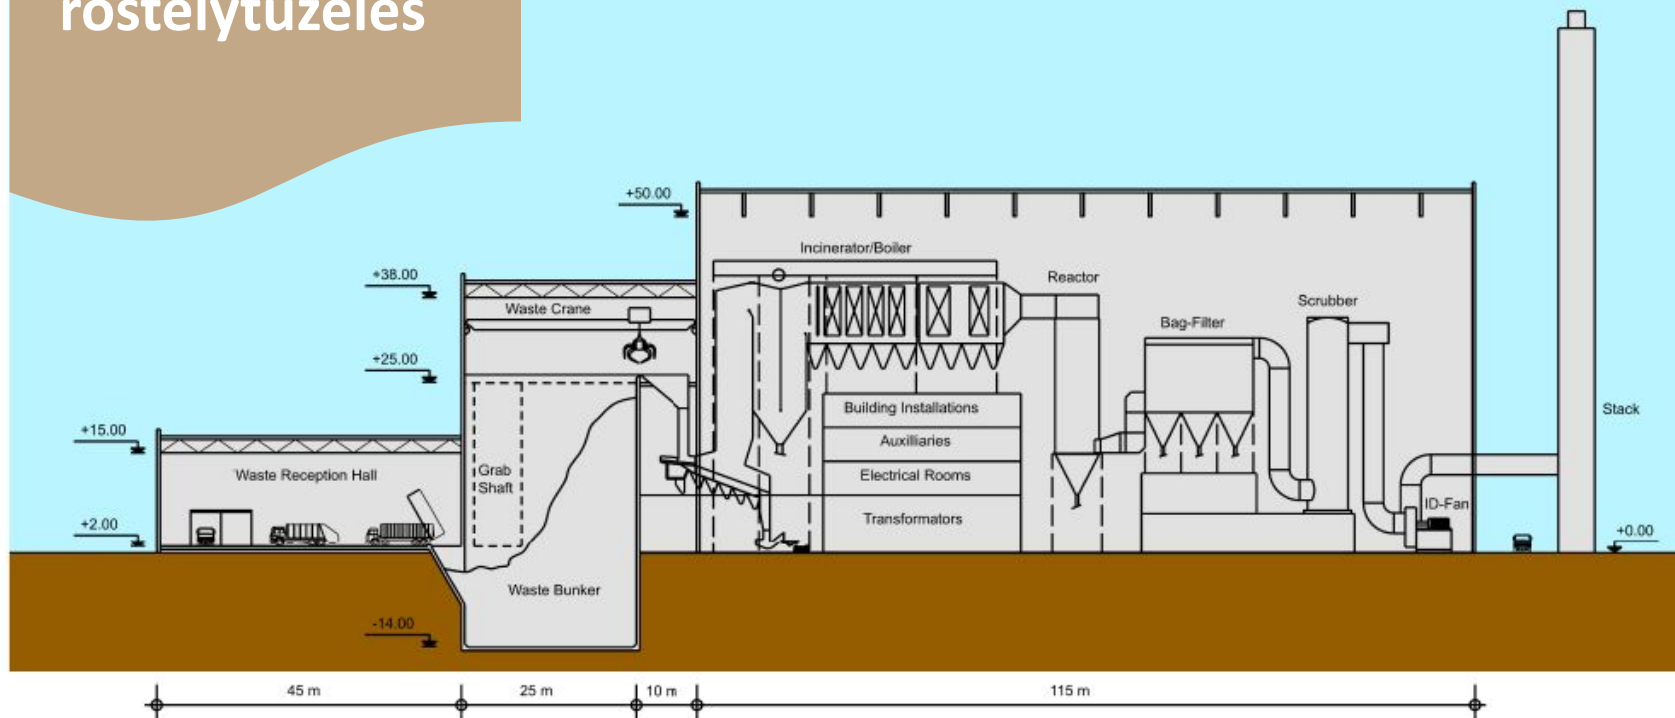 rostélytüzelés
+50.00
Incinerator/Boiler
+38.00
Reactor
Waste Crane
Scrubber
Bag-Filter
+25.00
Building Installations
Stack
+15.00
Auxilliaries
Waste Reception Hall
Grab
Shaft
Electrical Rooms
ID-Fan
+2.00
Transformators
+0.00
Waste Bunker
-14.00
45 m
25 m
10 m
115 m